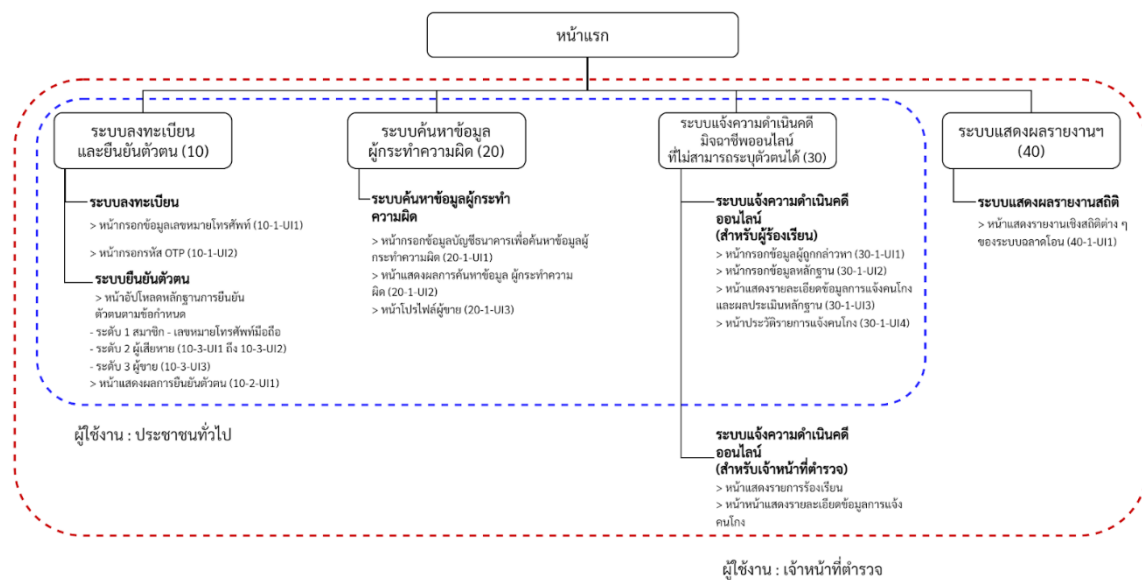 หน้าแรก
ระบบลงทะเบียน
และยืนยันตัวตน (10)
ระบบลงทะเบียน
> หน้ากรอกข้อมูลเลขหมายโทรศัพท์ (10-1-UI1)
> หน้ากรอกรหัส OTP (10-1-UI2)
ระบบยืนยันตัวตน
> หน้าอัปโหลดหลักฐานการยืนยัน
ตัวตนตามข้อกำหนด
- ระดับ 1 สมาชิก - เลขหมายโทรศัพท์มือถือ
- ระดับ 2 ผู้เสียหาย (10-3-UI1 ถึง 10-3-UI2)
- ระดับ 3 ผู้ขาย (10-3-UI3)
> หน้าแสดงผลการยืนยันตัวตน (10-2-UI1)
ระบบค้นหาข้อมูล
ผู้กระทำความผิด (20)
ระบบค้นหาข้อมูลผู้กระทำ
ความผิด
> หน้ากรอกข้อมูลบัญชีธนาคารเพื่อค้นหาข้อมูลผู้
กระทำความผิด (20-1-UI1)
> หน้าแสดงผลการค้นหาข้อมูล ผู้กระทำความ
ผิด (20-1-UI2)
> หน้าโปรไฟล์ผู้ขาย (20-1-UI3)
ระบบแจ้งความดำเนินคดี
มิจฉาชีพออนไลน์
ที่ไม่สามารถระบุตัวตนได้ (30)
ระบบแจ้งความดำเนินคดี
ออนไลน์
(สำหรับผู้ร้องเรียน)
> หน้ากรอกข้อมูลผู้ถูกกล่าวหา (30-1-UI1)
> หน้ากรอกข้อมูลหลักฐาน (30-1-UI2)
> หน้าแสดงรายละเอียดข้อมูลการแจ้งคนโกง
และผลประเมินหลักฐาน (30-1-UI3)
> หน้าประวัติรายการแจ้งคนโกง (30-1-UI4)
ระบบแจ้งความดำเนินคดี
ออนไลน์
(สำหรับเจ้าหน้าที่ตำรวจ)
> หน้าแสดงรายการร้องเรียน
> หน้าหน้าแสดงรายละเอียดข้อมูลการแจ้ง
คนโกง
ระบบแสดงผลรายงานฯ
(40)
ระบบแสดงผลรายงานสถิติ
> หน้าแสดงรายงานเชิงสถิติต่าง ๆ
ของระบบฉลาดโอน (40-1-UI1)
ผู้ใช้งาน : ประชาชนทั่วไป
ผู้ใช้งาน : เจ้าหน้าที่ตำรวจ